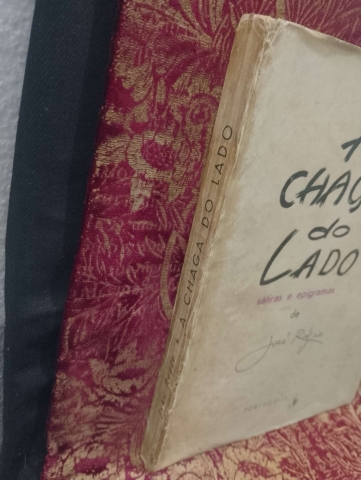 A CHAGA DO LADO
CHAG
do
LADO
sátiras e epigramas
de
José Régio